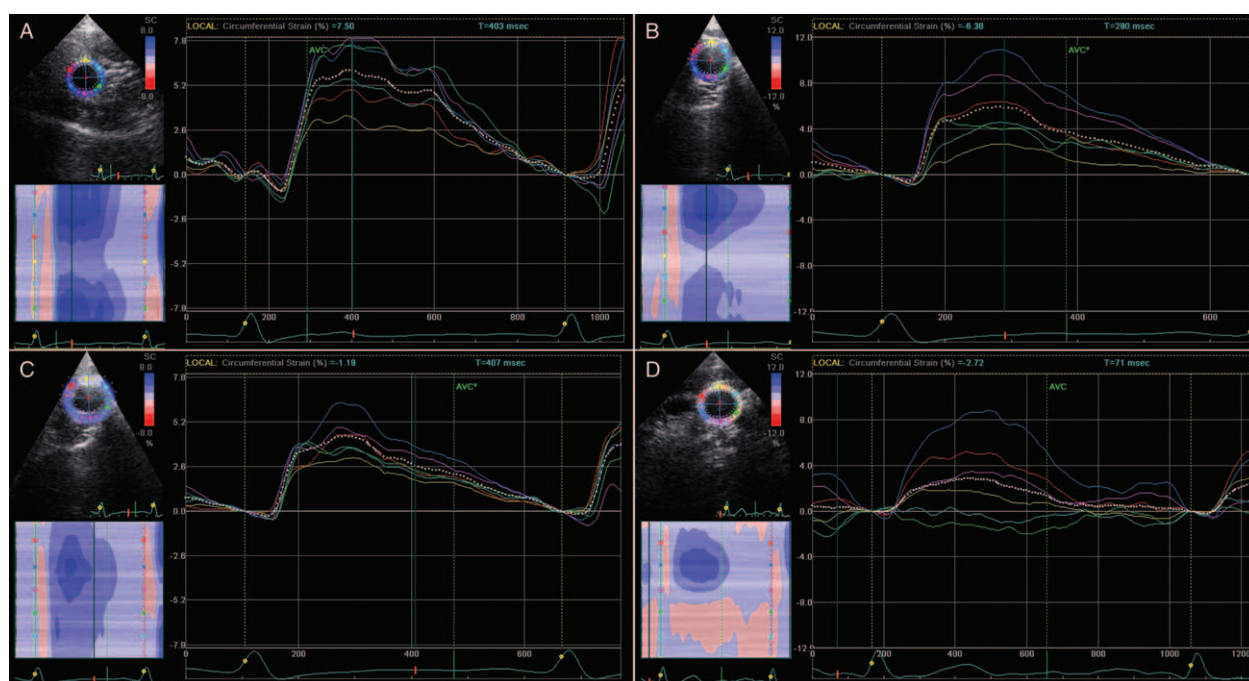 A
SC
8.0
-8.0
%
LOCAL: Circumferential Strain (%) =7.50 T=403 msec
AVC
7.8
5.2
2.6
0.0
-2.6
-5.2
-7.8
0 200 400 600 800 1000
B
SC
12.0
-12.0
%
LOCAL: Circumferential Strain (%) =-6.38 T=290 msec
AVC*
12.0
8.0
4.0
0.0
-4.0
-8.0
-12.0
0 200 400 600
C
SC
8.0
-8.0
%
LOCAL: Circumferential Strain (%) =-1.19 T=407 msec
AVC*
7.8
5.2
2.6
0.0
-2.6
-5.2
-7.8
0 200 400 600
D
SC
12.0
-12.0
%
LOCAL: Circumferential Strain (%) =-2.72 T=71 msec
AVC
12.0
8.0
4.0
0.0
-4.0
-8.0
-12.0
0 200 400 600 800 1000 1200